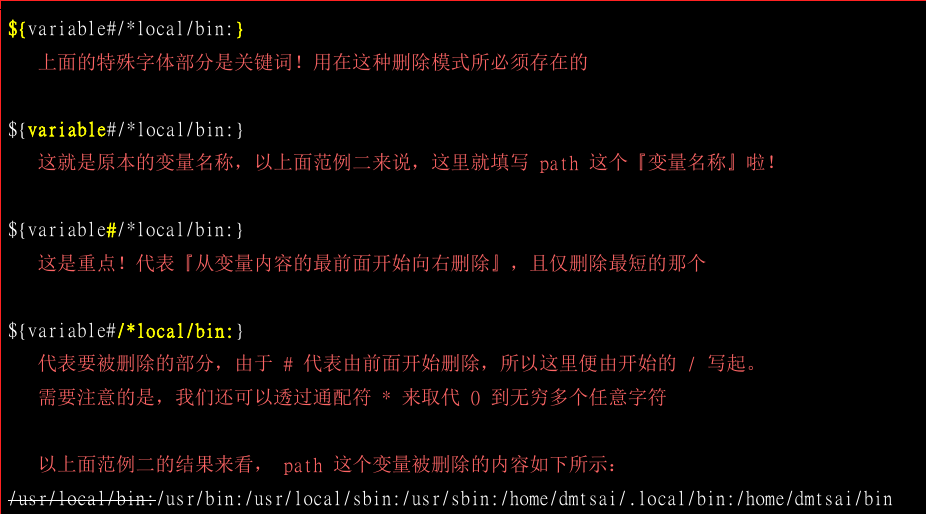 ${variable#/*local/bin:}
上面的特殊字体部分是关键词！用在这种删除模式所必须存在的
${variable#/*local/bin:}
这就是原本的变量名称，以上面范例二来说，这里就填写 path 这个『变量名称』啦！
${variable#/*local/bin:}
这是重点！代表『从变量内容的最前面开始向右删除』，且仅删除最短的那个
${variable#/*local/bin:}
代表要被删除的部分，由于 # 代表由前面开始删除，所以这里便由开始的 / 写起。
需要注意的是，我们还可以透过通配符 * 来取代 0 到无穷多个任意字符
以上面范例二的结果来看， path 这个变量被删除的内容如下所示：
/usr/local/bin:/usr/bin:/usr/local/sbin:/usr/sbin:/home/dmtsai/.local/bin:/home/dmtsai/bin